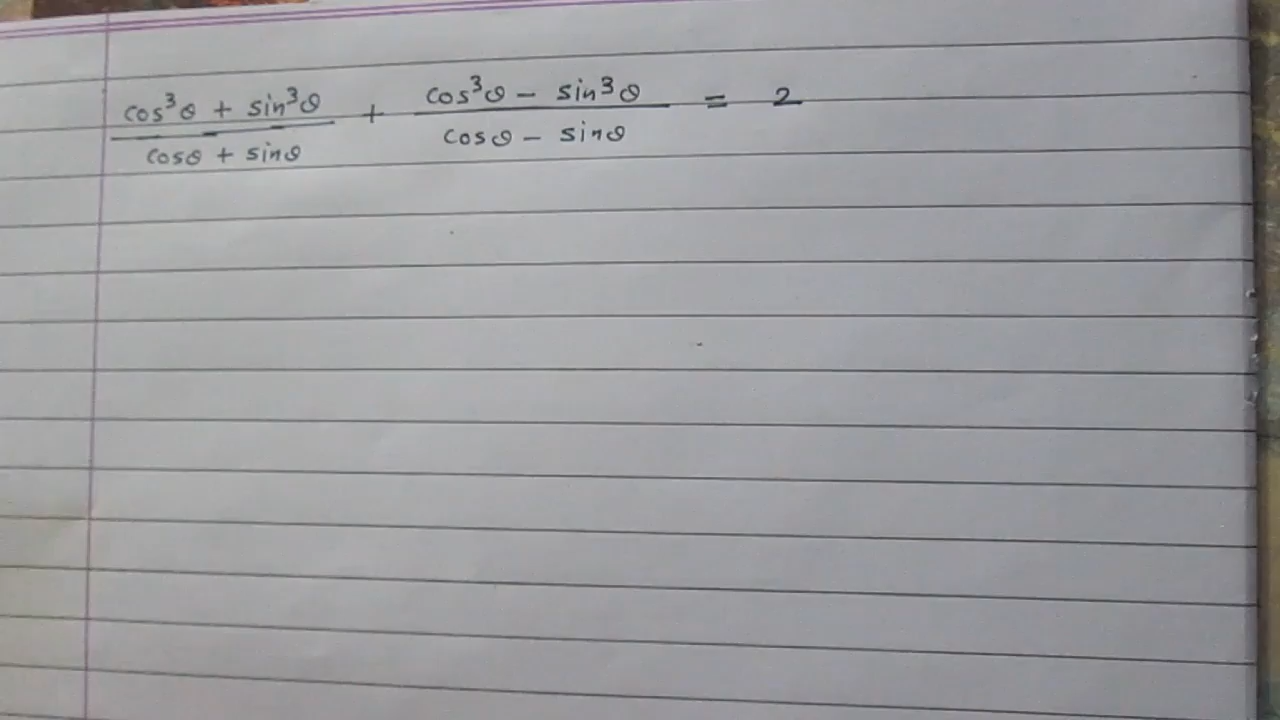 cos³θ + sin³θ / cosθ + sinθ + cos³θ - sin³θ / cosθ - sinθ = 2